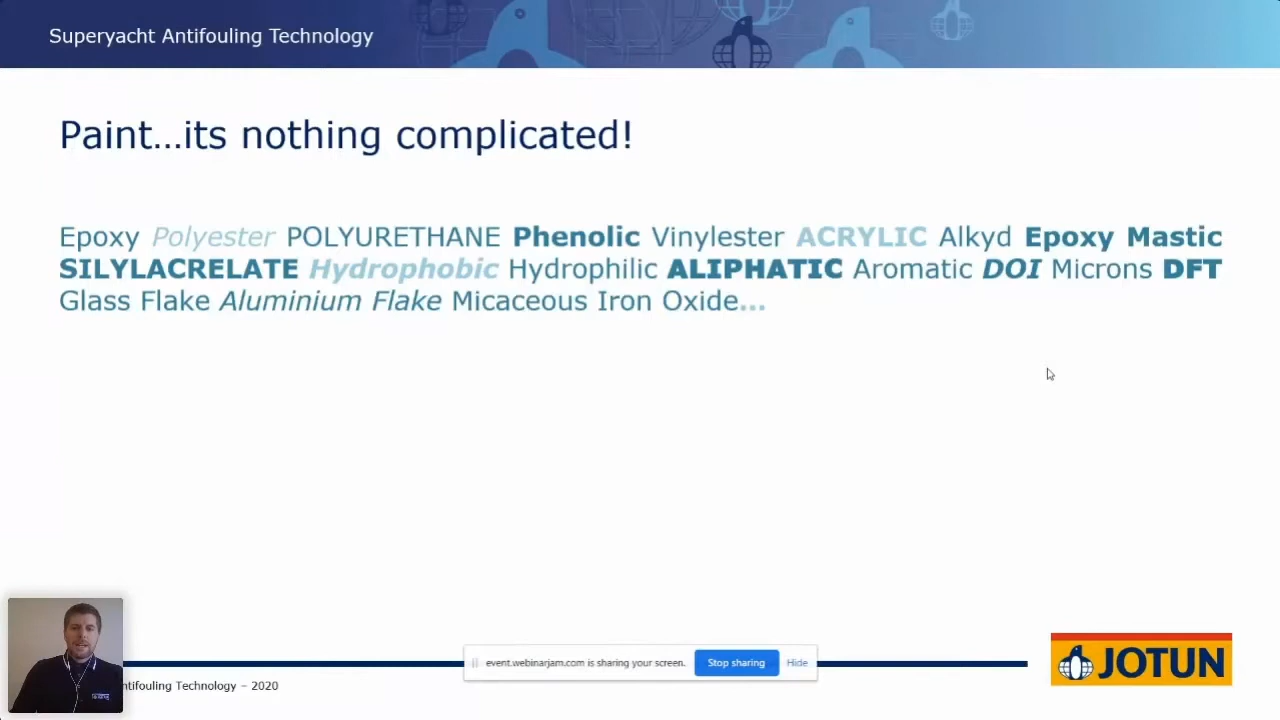 Superyacht Antifouling Technology
Paint...its nothing complicated!
Epoxy Polyester POLYURETHANE Phenolic Vinylester ACRYLIC Alkyd Epoxy Mastic
SILYLACRELATE Hydrophobic Hydrophilic ALIPHATIC Aromatic DOI Microns DFT
Glass Flake Aluminium Flake Micaceous Iron Oxide...
event.webinarjam.com is sharing your screen. Stop sharing Hide
JOTUN
ntifouling Technology – 2020